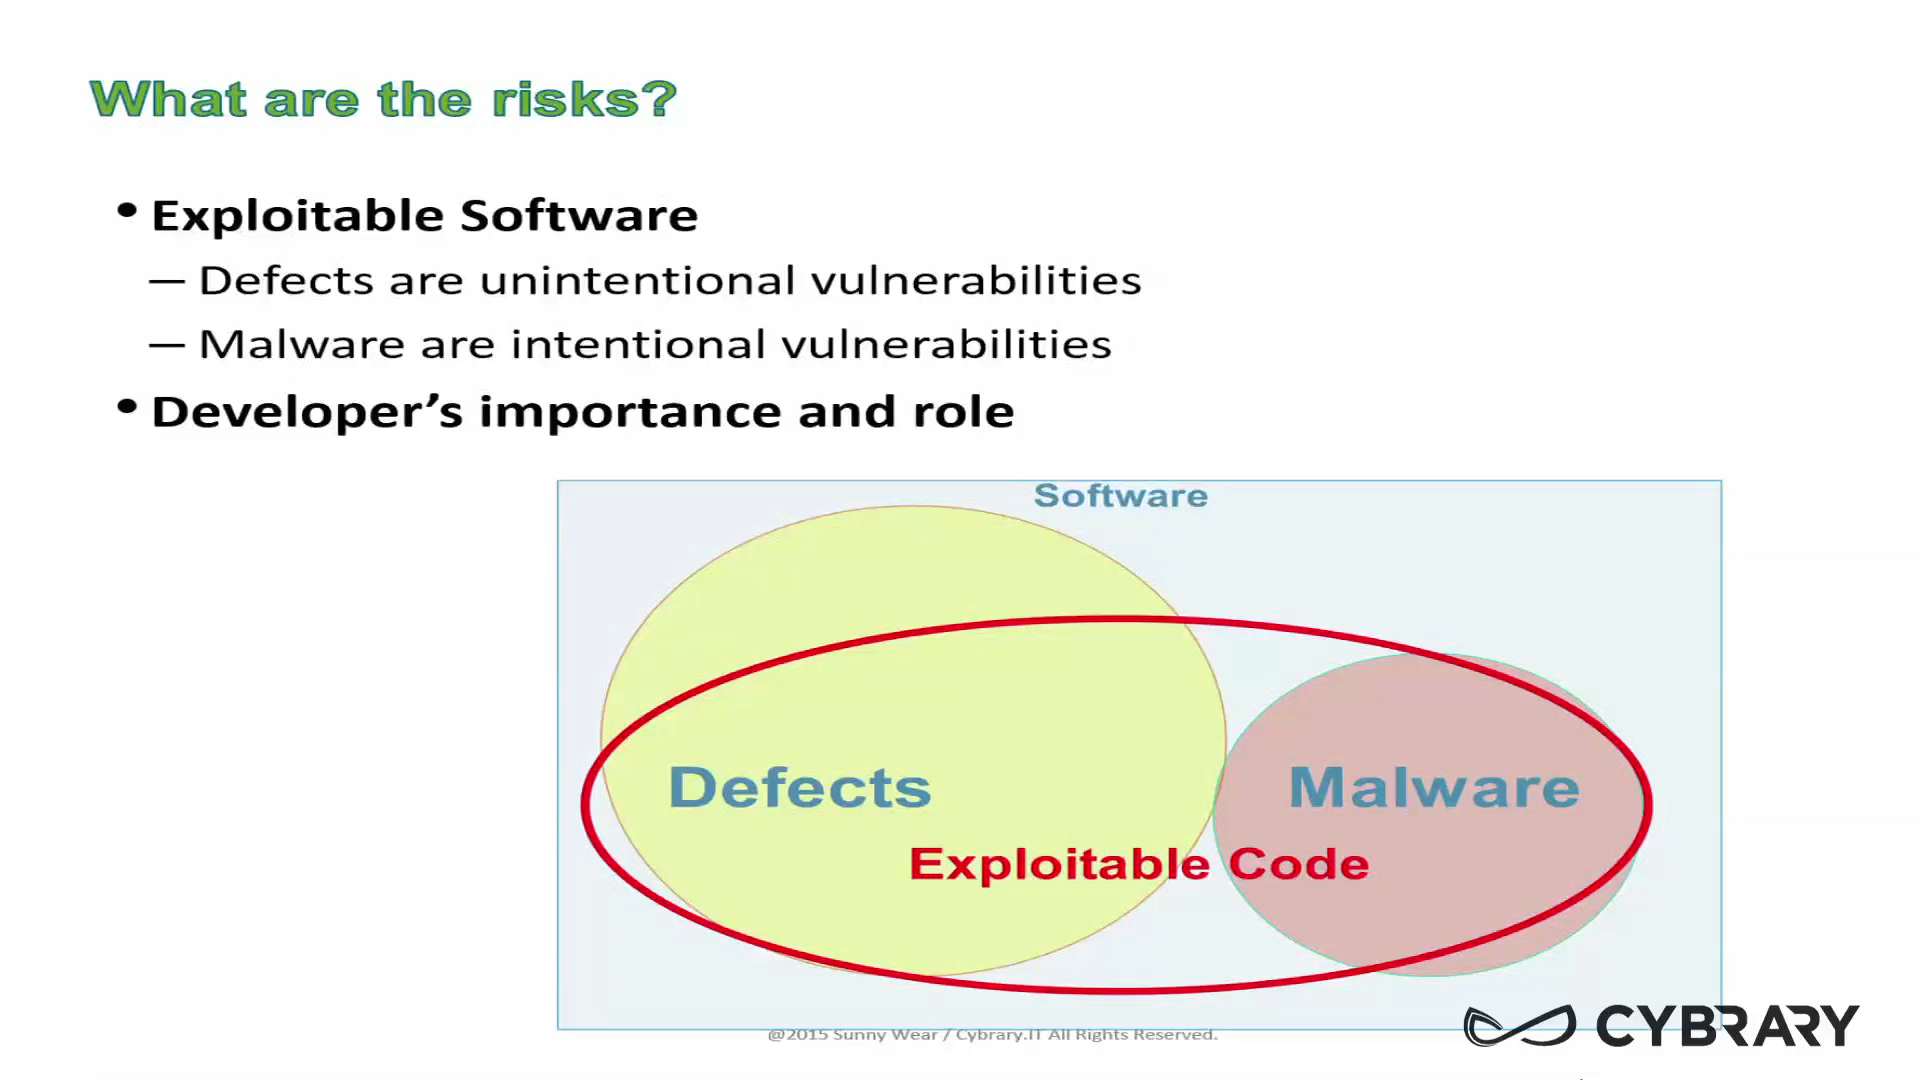 What are the risks?
• Exploitable Software
— Defects are unintentional vulnerabilities
— Malware are intentional vulnerabilities
• Developer’s importance and role
Software
Defects
Malware
Exploitable Code
@2015 Sunny Wear / Cybrary.IT All Rights Reserved.
CYBRARY